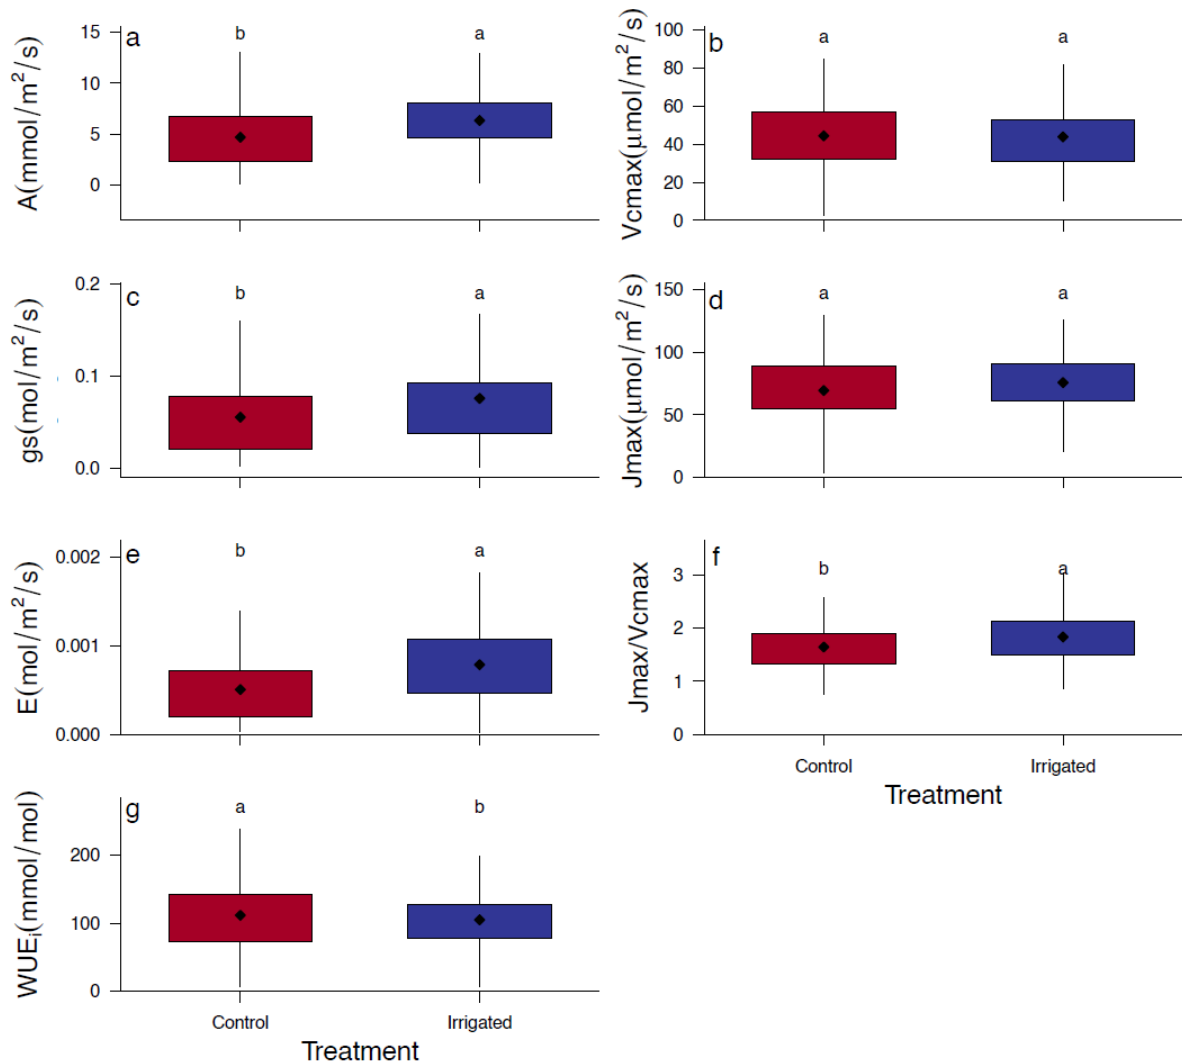 a
A(mmol/m²/s)
15
10
5
0
b
a
b
Vcmax(μmol/m²/s)
100
80
60
40
20
0
a
a
c
gs(mol/m²/s)
0.2
0.1
0.0
b
a
d
Jmax(μmol/m²/s)
150
100
50
0
a
a
e
E(mol/m²/s)
0.002
0.001
0.000
b
a
f
Jmax/Vcmax
3
2
1
0
b
a
Control
Irrigated
Treatment
g
WUEi(mmol/mol)
200
100
0
a
b
Control
Irrigated
Treatment